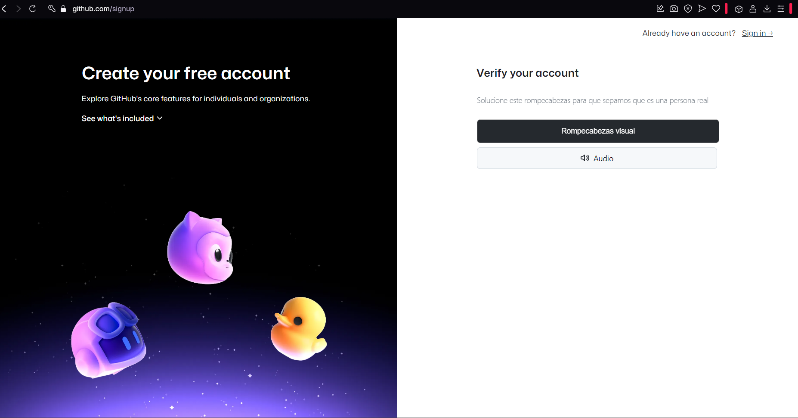 github.com/signup
Already have an account? Sign in →
Create your free account
Explore GitHub's core features for individuals and organizations.
See what's included
Verify your account
Solucione este rompecabezas para que sepamos que es una persona real
Rompecabezas visual
Audio